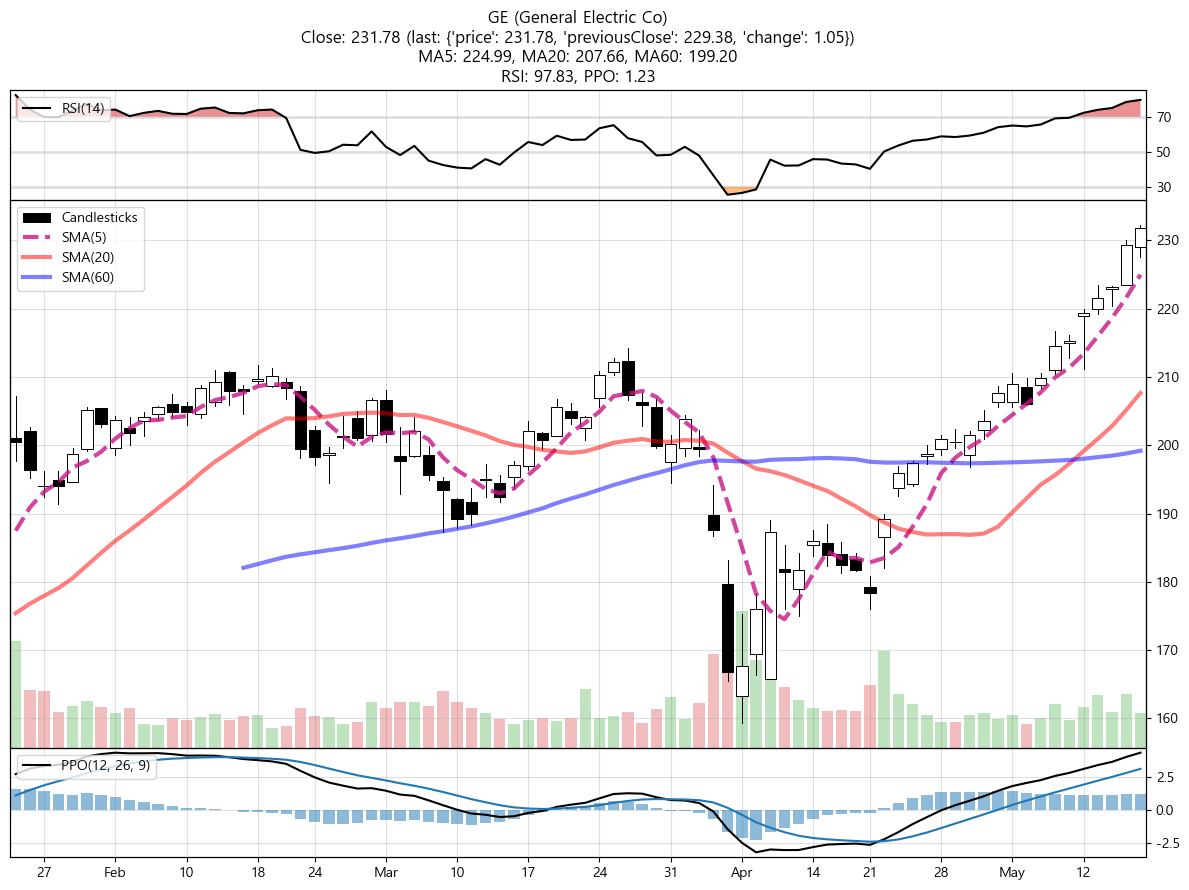 GE (General Electric Co)
Close: 231.78 (last: {'price': 231.78, 'previousClose': 229.38, 'change': 1.05})
MA5: 224.99, MA20: 207.66, MA60: 199.20
RSI: 97.83, PPO: 1.23
RSI(14)
70
50
30
Candlesticks
SMA(5)
SMA(20)
SMA(60)
230
220
210
200
190
180
170
160
PPO(12, 26, 9)
2.5
0.0
−2.5
27 Feb 10 18 24 Mar 10 17 24 31 Apr 14 21 28 May 12